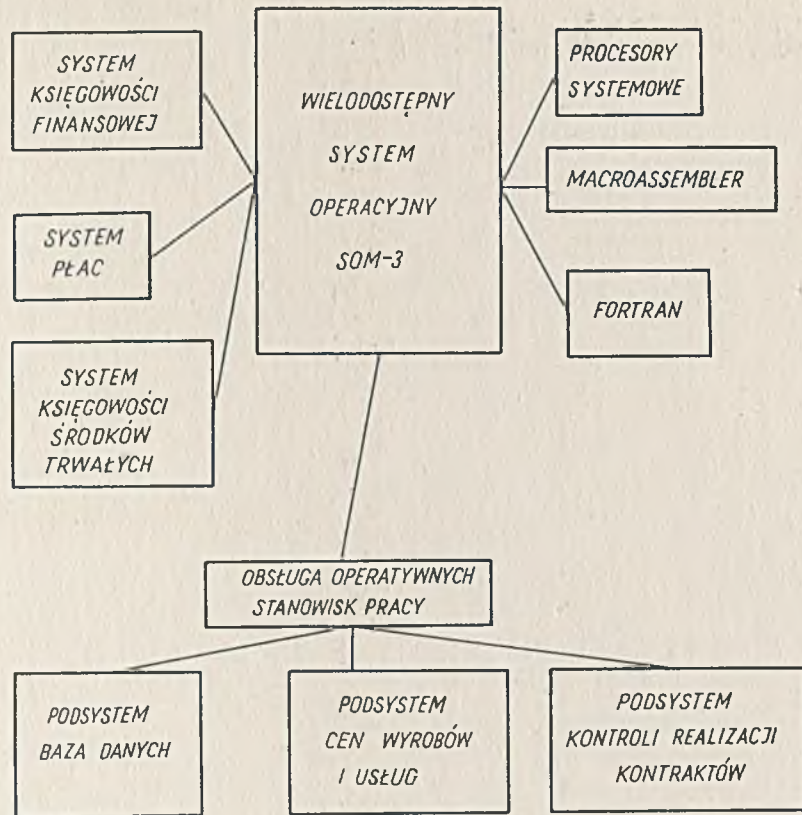 SYSTEM
KSIĘGOWOŚCI
FINANSOWEJ
SYSTEM
PŁAC
SYSTEM
KSIĘGOWOŚCI
ŚRODKÓW
TRWAŁYCH
WIELODOSTĘPNY
SYSTEM
OPERACYJNY
SOM-3
PROCESORY
SYSTEMOWE
MACROASSEMBLER
FORTRAN
OBSŁUGA OPERATYWNYCH
STANOWISK PRACY
PODSYSTEM
BAZA DANYCH
PODSYSTEM
CEN WYROBÓW
I USŁUG
PODSYSTEM
KONTROLI REALIZACJI
KONTRAKTÓW